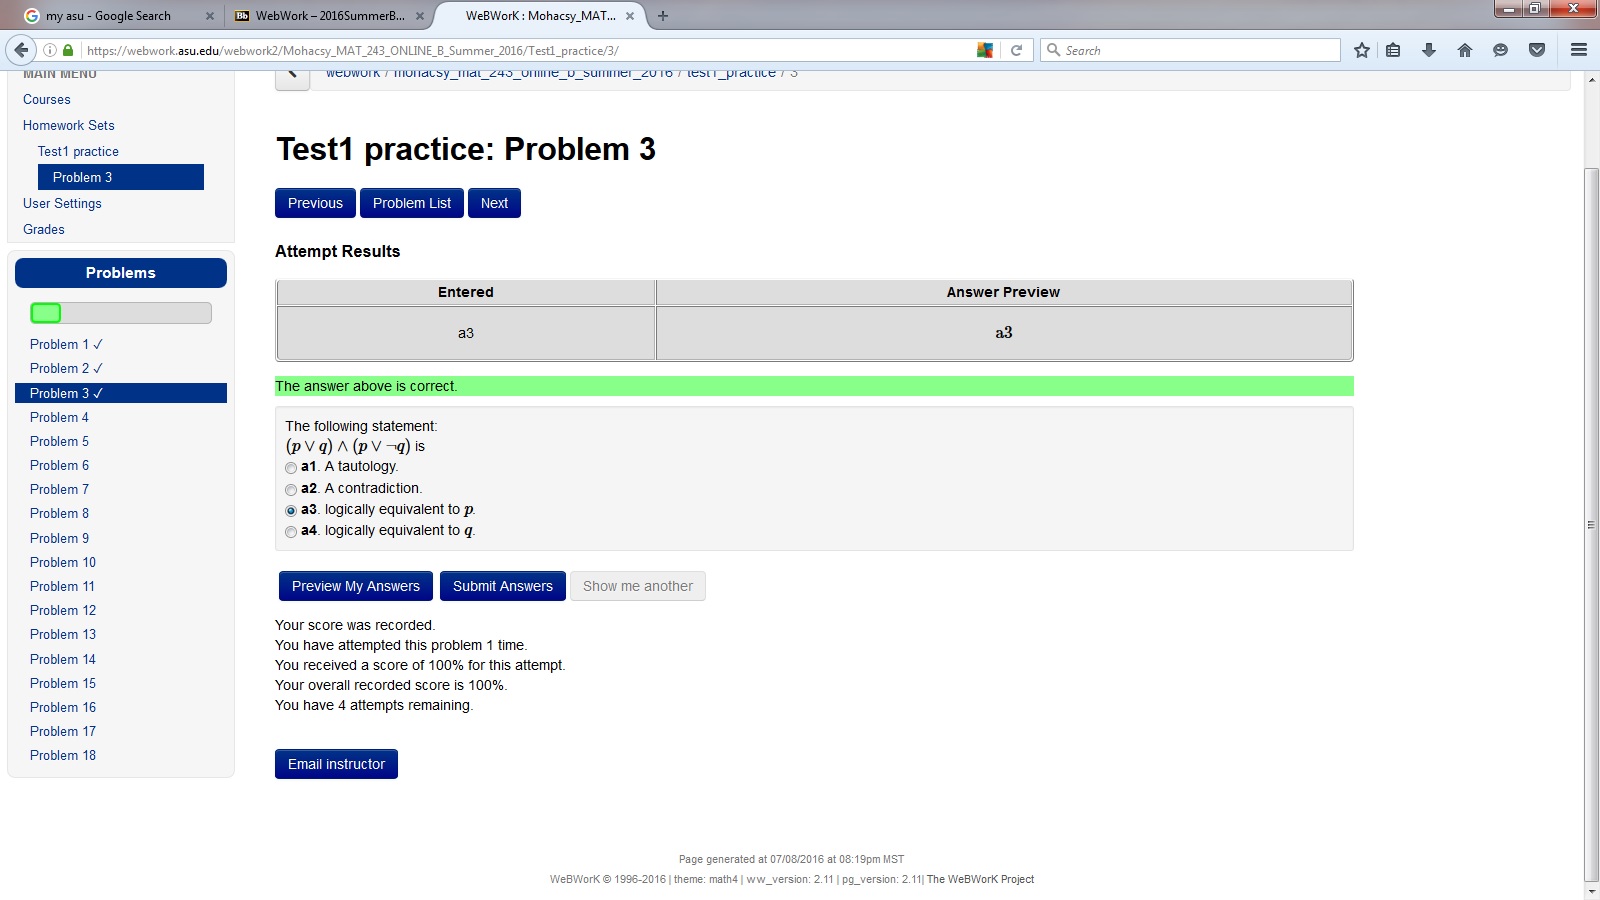 my asu - Google Search
WebWork – 2016SummerB...
WeBWorK : Mohacsy_MAT...
https://webwork.asu.edu/webwork2/Mohacsy_MAT_243_ONLINE_B_Summer_2016/Test1_practice/3/
Search
MAIN MENU
webwork / mohacsy_mat_243_online_b_summer_2016 / test1_practice / 3
Courses
Homework Sets
Test1 practice
Problem 3
User Settings
Grades
Problems
Problem 1 ✓
Problem 2 ✓
Problem 3 ✓
Problem 4
Problem 5
Problem 6
Problem 7
Problem 8
Problem 9
Problem 10
Problem 11
Problem 12
Problem 13
Problem 14
Problem 15
Problem 16
Problem 17
Problem 18
Test1 practice: Problem 3
Previous Problem List Next
Attempt Results
Entered Answer Preview
a3 a3
The answer above is correct.
The following statement:
(p ∨ q) ∧ (p ∨ ¬q) is
a1. A tautology.
a2. A contradiction.
a3. logically equivalent to p.
a4. logically equivalent to q.
Preview My Answers Submit Answers Show me another
Your score was recorded.
You have attempted this problem 1 time.
You received a score of 100% for this attempt.
Your overall recorded score is 100%.
You have 4 attempts remaining.
Email instructor
Page generated at 07/08/2016 at 08:19pm MST
WeBWorK © 1996-2016 | theme: math4 | ww_version: 2.11 | pg_version: 2.11| The WeBWorK Project